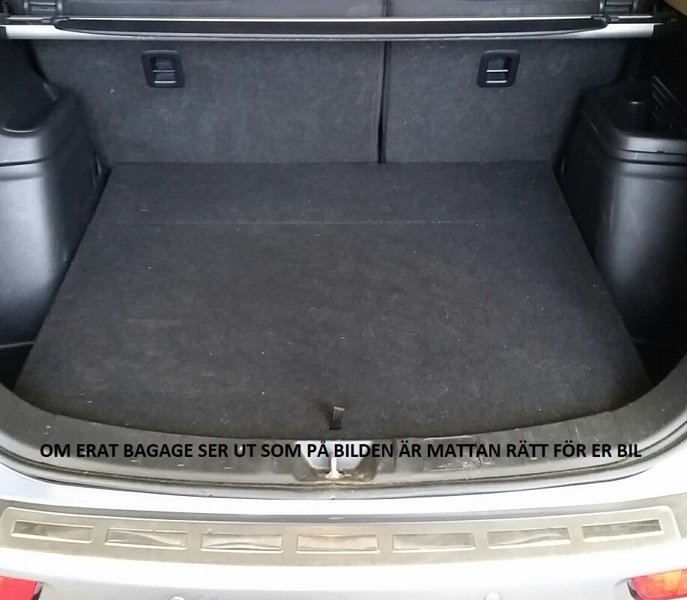 OM ERAT BAGAGE SER UT SOM PÅ BILDEN ÄR MATTAN RÄTT FÖR ER BIL